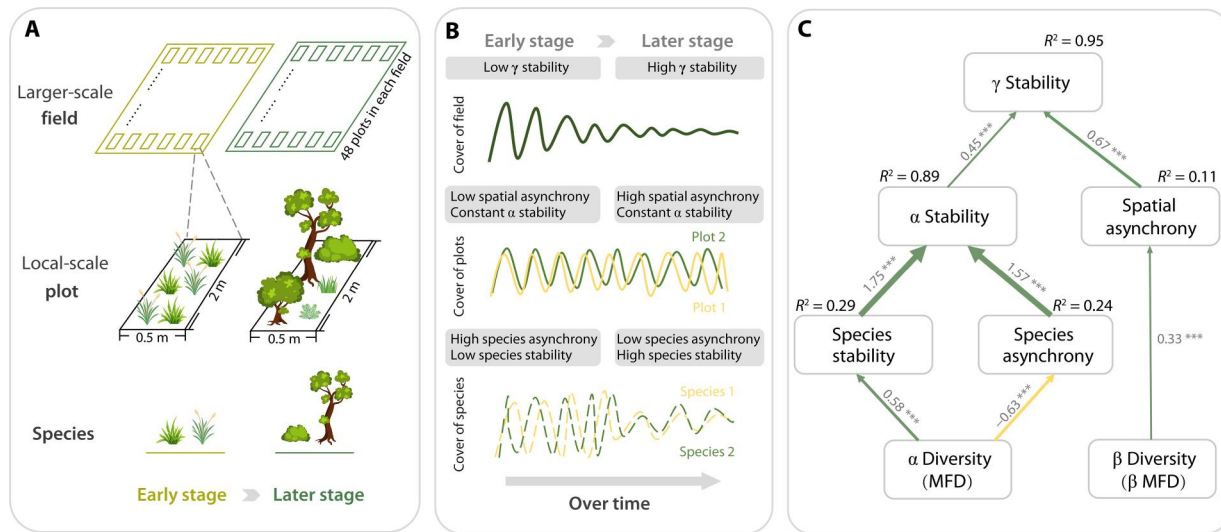 A
Larger-scale
field
48 plots in each field
Local-scale
plot
2 m
0.5 m
2 m
0.5 m
Species
Early stage
Later stage
B
Early stage
Later stage
Low γ stability
High γ stability
Cover of field
Low spatial asynchrony
Constant α stability
High spatial asynchrony
Constant α stability
Cover of plots
Plot 2
Plot 1
High species asynchrony
Low species stability
Low species asynchrony
High species stability
Cover of species
Species 1
Species 2
Over time
C
R² = 0.95
γ Stability
0.45 ***
0.67 ***
R² = 0.89
α Stability
R² = 0.11
Spatial
asynchrony
1.75 ***
1.57 ***
R² = 0.29
Species
stability
R² = 0.24
Species
asynchrony
0.33 ***
0.58 ***
−0.63 ***
α Diversity
(MFD)
β Diversity
(β MFD)